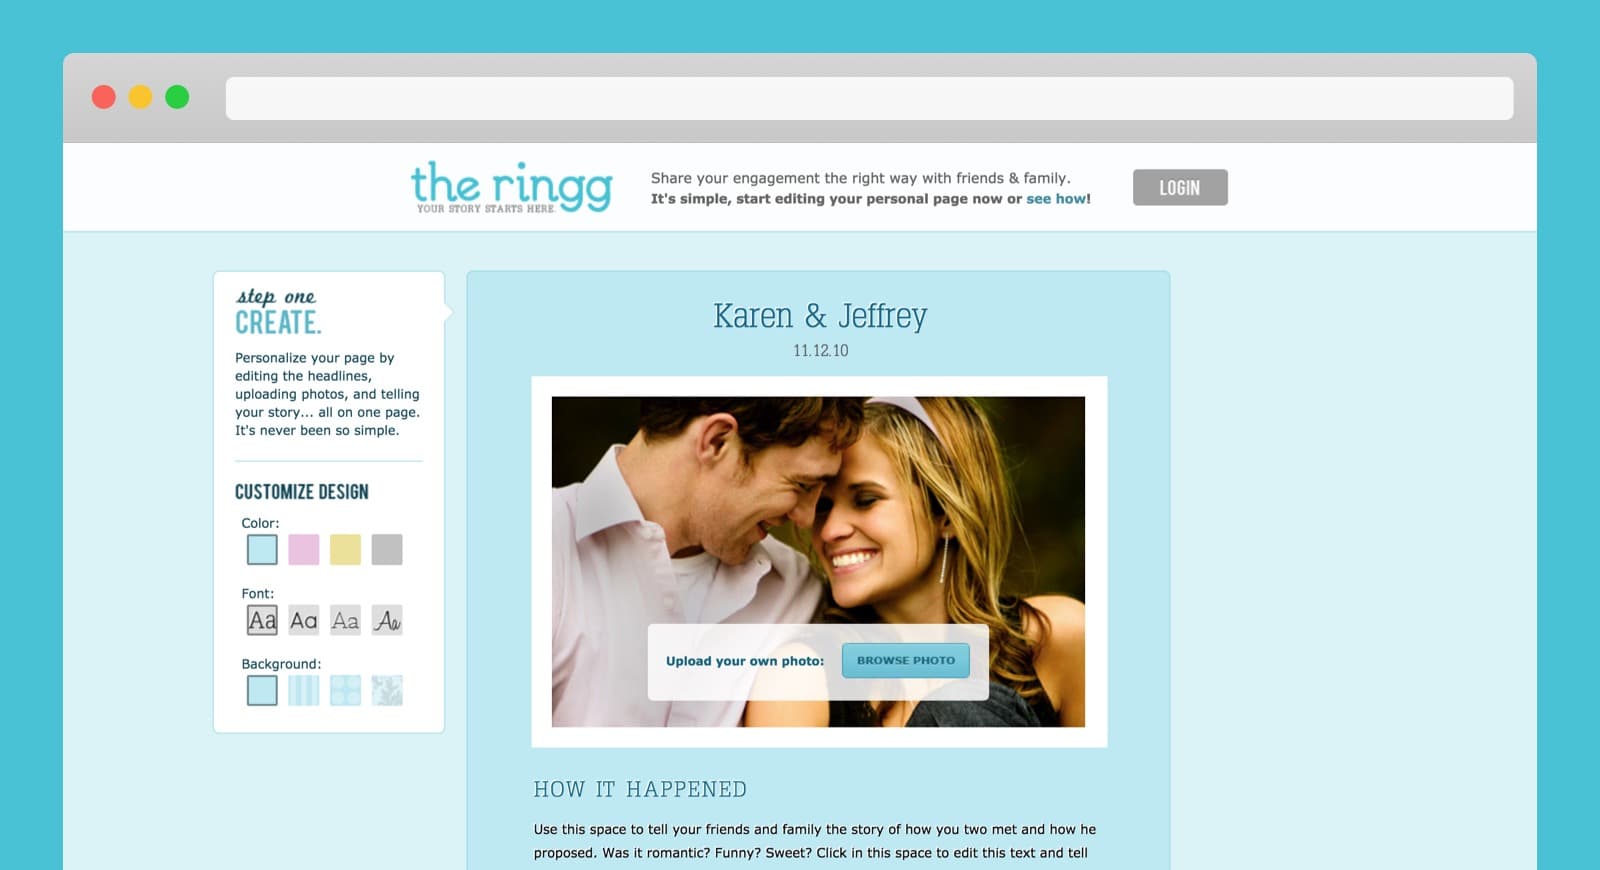 the ringg
YOUR STORY STARTS HERE.
Share your engagement the right way with friends & family.
It's simple, start editing your personal page now or see how!
LOGIN
step one
CREATE.
Personalize your page by
editing the headlines,
uploading photos, and telling
your story... all on one page.
It's never been so simple.
CUSTOMIZE DESIGN
Color:
Font:
Aa Aa Aa Aa
Background:
Karen & Jeffrey
11.12.10
Upload your own photo:
BROWSE PHOTO
HOW IT HAPPENED
Use this space to tell your friends and family the story of how you two met and how he
proposed. Was it romantic? Funny? Sweet? Click in this space to edit this text and tell